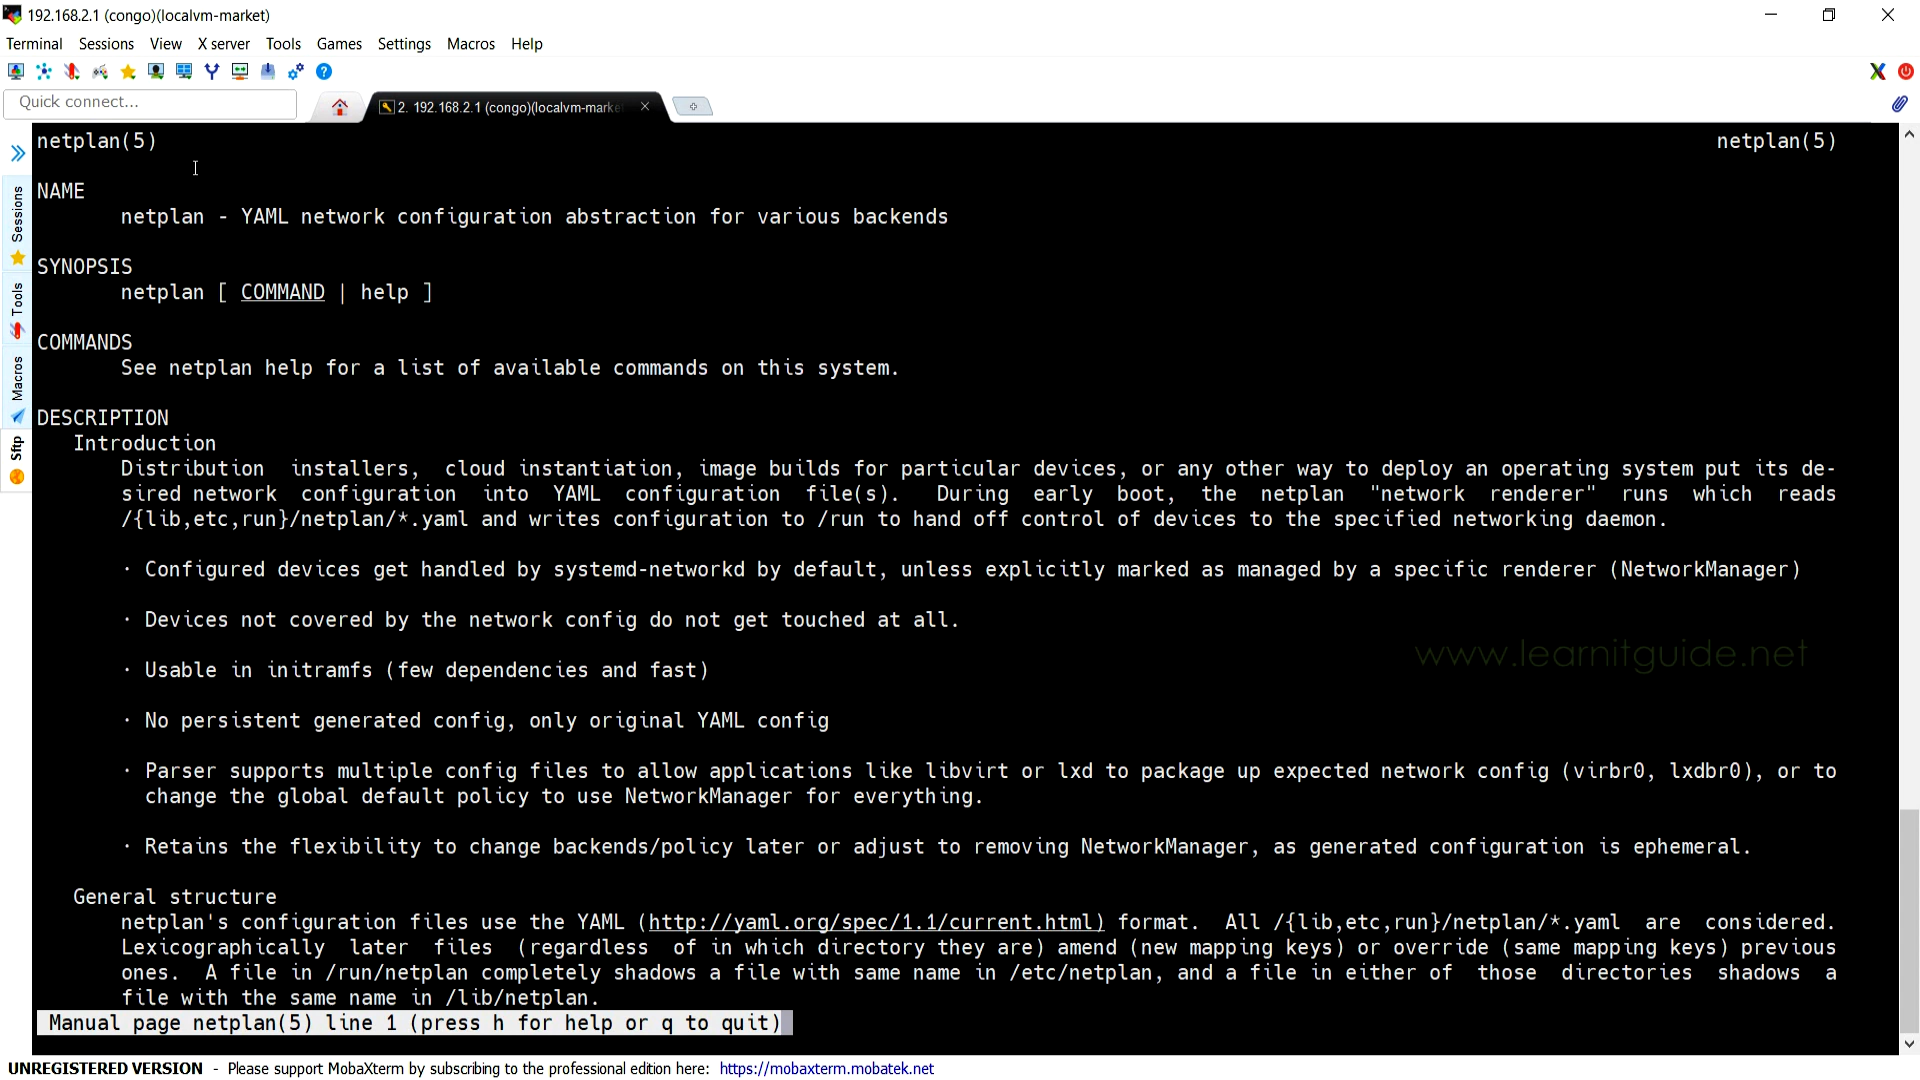 192.168.2.1 (congo)(localvm-market)
Terminal Sessions View X server Tools Games Settings Macros Help
Quick connect...
2. 192.168.2.1 (congo)(localvm-marke
Sessions
Tools
Macros
Sftp
netplan(5) netplan(5)
NAME
netplan - YAML network configuration abstraction for various backends
SYNOPSIS
netplan [ COMMAND | help ]
COMMANDS
See netplan help for a list of available commands on this system.
DESCRIPTION
Introduction
Distribution installers, cloud instantiation, image builds for particular devices, or any other way to deploy an operating system put its de-
sired network configuration into YAML configuration file(s). During early boot, the netplan "network renderer" runs which reads
/{lib,etc,run}/netplan/*.yaml and writes configuration to /run to hand off control of devices to the specified networking daemon.
· Configured devices get handled by systemd-networkd by default, unless explicitly marked as managed by a specific renderer (NetworkManager)
· Devices not covered by the network config do not get touched at all.
www.learnitguide.net
· Usable in initramfs (few dependencies and fast)
· No persistent generated config, only original YAML config
· Parser supports multiple config files to allow applications like libvirt or lxd to package up expected network config (virbr0, lxdbr0), or to
change the global default policy to use NetworkManager for everything.
· Retains the flexibility to change backends/policy later or adjust to removing NetworkManager, as generated configuration is ephemeral.
General structure
netplan's configuration files use the YAML (http://yaml.org/spec/1.1/current.html) format. All /{lib,etc,run}/netplan/*.yaml are considered.
Lexicographically later files (regardless of in which directory they are) amend (new mapping keys) or override (same mapping keys) previous
ones. A file in /run/netplan completely shadows a file with same name in /etc/netplan, and a file in either of those directories shadows a
file with the same name in /lib/netplan.
Manual page netplan(5) line 1 (press h for help or q to quit)
UNREGISTERED VERSION - Please support MobaXterm by subscribing to the professional edition here: https://mobaxterm.mobatek.net